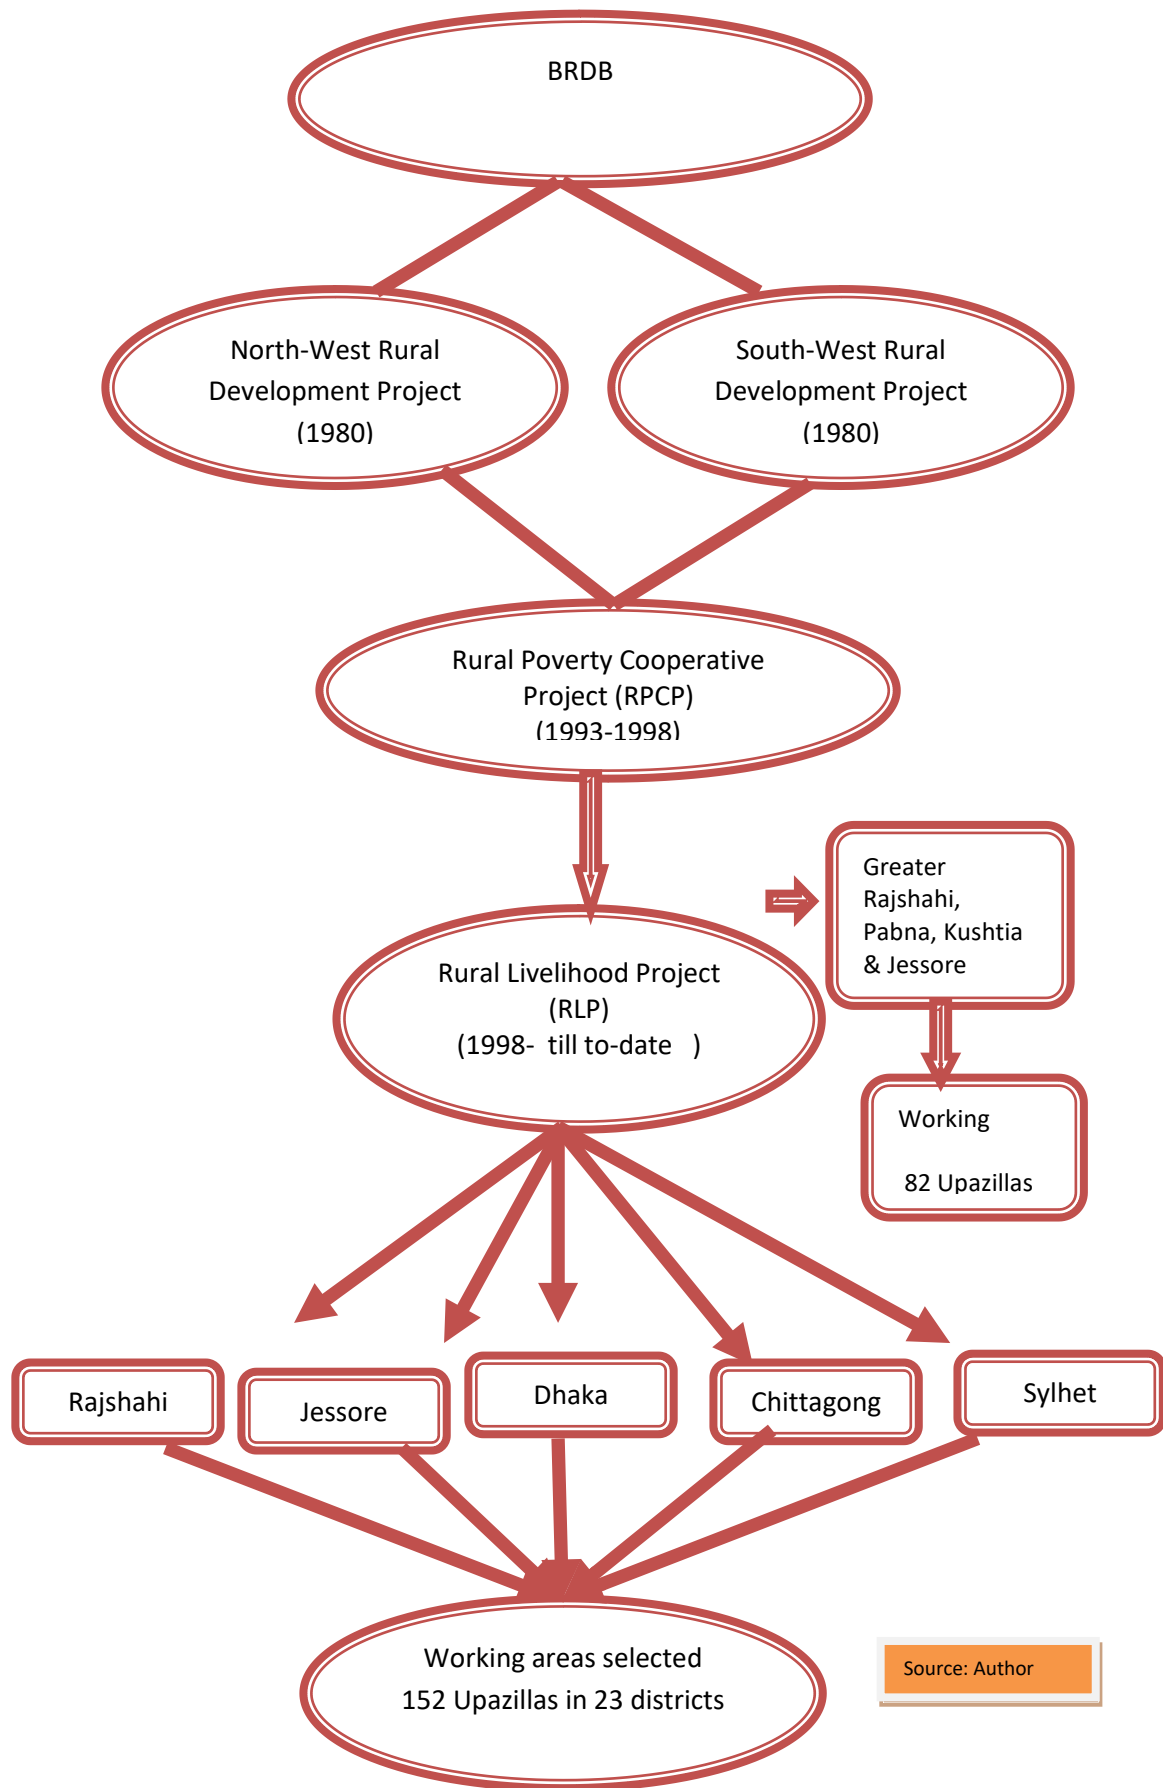 BRDB
North-West Rural
Development Project
(1980)
South-West Rural
Development Project
(1980)
Rural Poverty Cooperative
Project (RPCP)
(1993-1998)
Greater
Rajshahi,
Pabna, Kushtia
& Jessore
Rural Livelihood Project
(RLP)
(1998-  till to-date   )
Working
82 Upazillas
Rajshahi
Jessore
Dhaka
Chittagong
Sylhet
Working areas selected
152 Upazillas in 23 districts
Source: Author